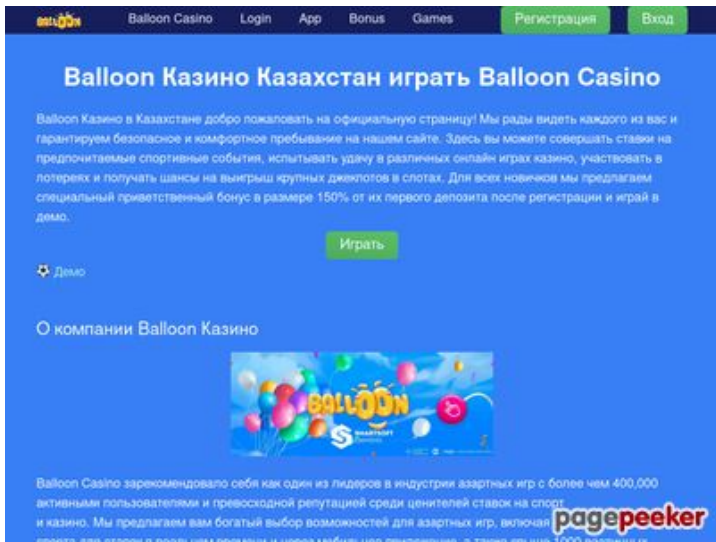 BALLOON Balloon Casino Login App Bonus Games Регистрация Вход
Balloon Казино Казахстан играть Balloon Casino
Balloon Казино в Казахстане добро пожаловать на официальную страницу! Мы рады видеть каждого из вас и
гарантируем безопасное и комфортное пребывание на нашем сайте. Здесь вы можете совершать ставки на
предпочитаемые спортивные события, испытывать удачу в различных онлайн играх казино, участвовать в
лотереях и получать шансы на выигрыш крупных джекпотов в слотах. Для всех новичков мы предлагаем
специальный приветственный бонус в размере 150% от их первого депозита после регистрации и играй в
демо.
Играть
Демо
О компании Balloon Казино
BALLOON
SMARTSOFT
Balloon Casino зарекомендовало себя как один из лидеров в индустрии азартных игр с более чем 400,000
активными пользователями и превосходной репутацией среди ценителей ставок на спорт
и казино. Мы предлагаем вам богатый выбор возможностей для азартных игр, включая
pagepeeker